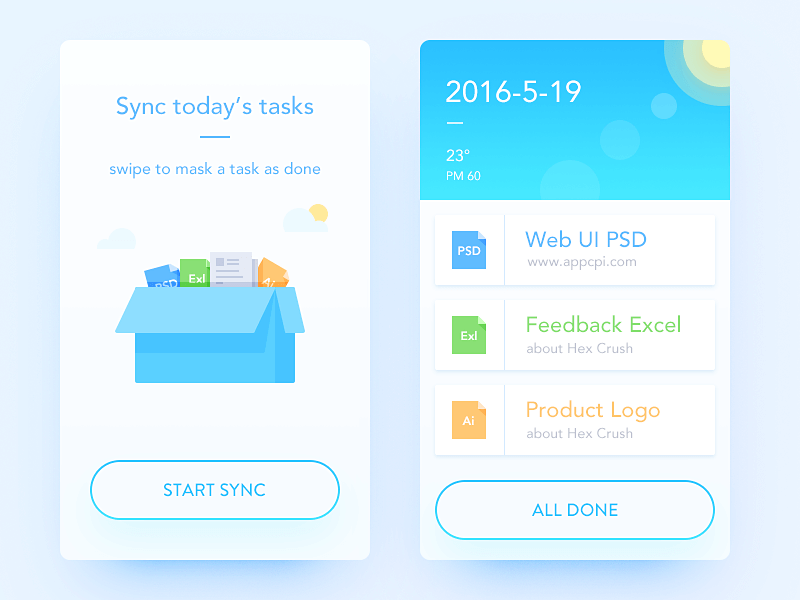 Sync today's tasks
swipe to mask a task as done
PSD
Exl
Ai
START SYNC
2016-5-19
23°
PM 60
PSD
Web UI PSD
www.appcpi.com
Exl
Feedback Excel
about Hex Crush
Ai
Product Logo
about Hex Crush
ALL DONE